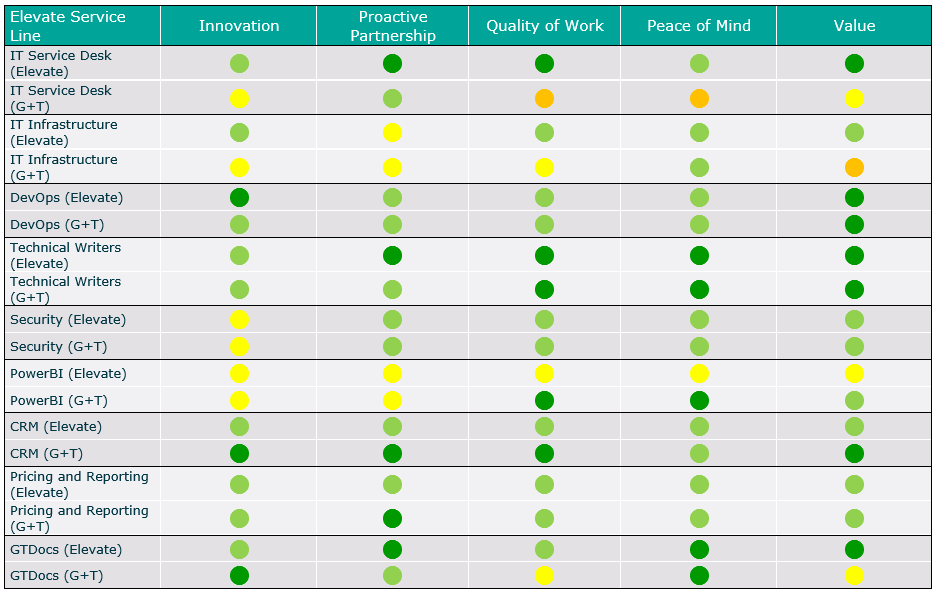 Elevate Service
Line
Innovation
Proactive
Partnership
Quality of Work
Peace of Mind
Value
IT Service Desk
(Elevate)
IT Service Desk
(G+T)
IT Infrastructure
(Elevate)
IT Infrastructure
(G+T)
DevOps (Elevate)
DevOps (G+T)
Technical Writers
(Elevate)
Technical Writers
(G+T)
Security (Elevate)
Security (G+T)
PowerBI (Elevate)
PowerBI (G+T)
CRM (Elevate)
CRM (G+T)
Pricing and Reporting
(Elevate)
Pricing and Reporting
(G+T)
GTDocs (Elevate)
GTDocs (G+T)